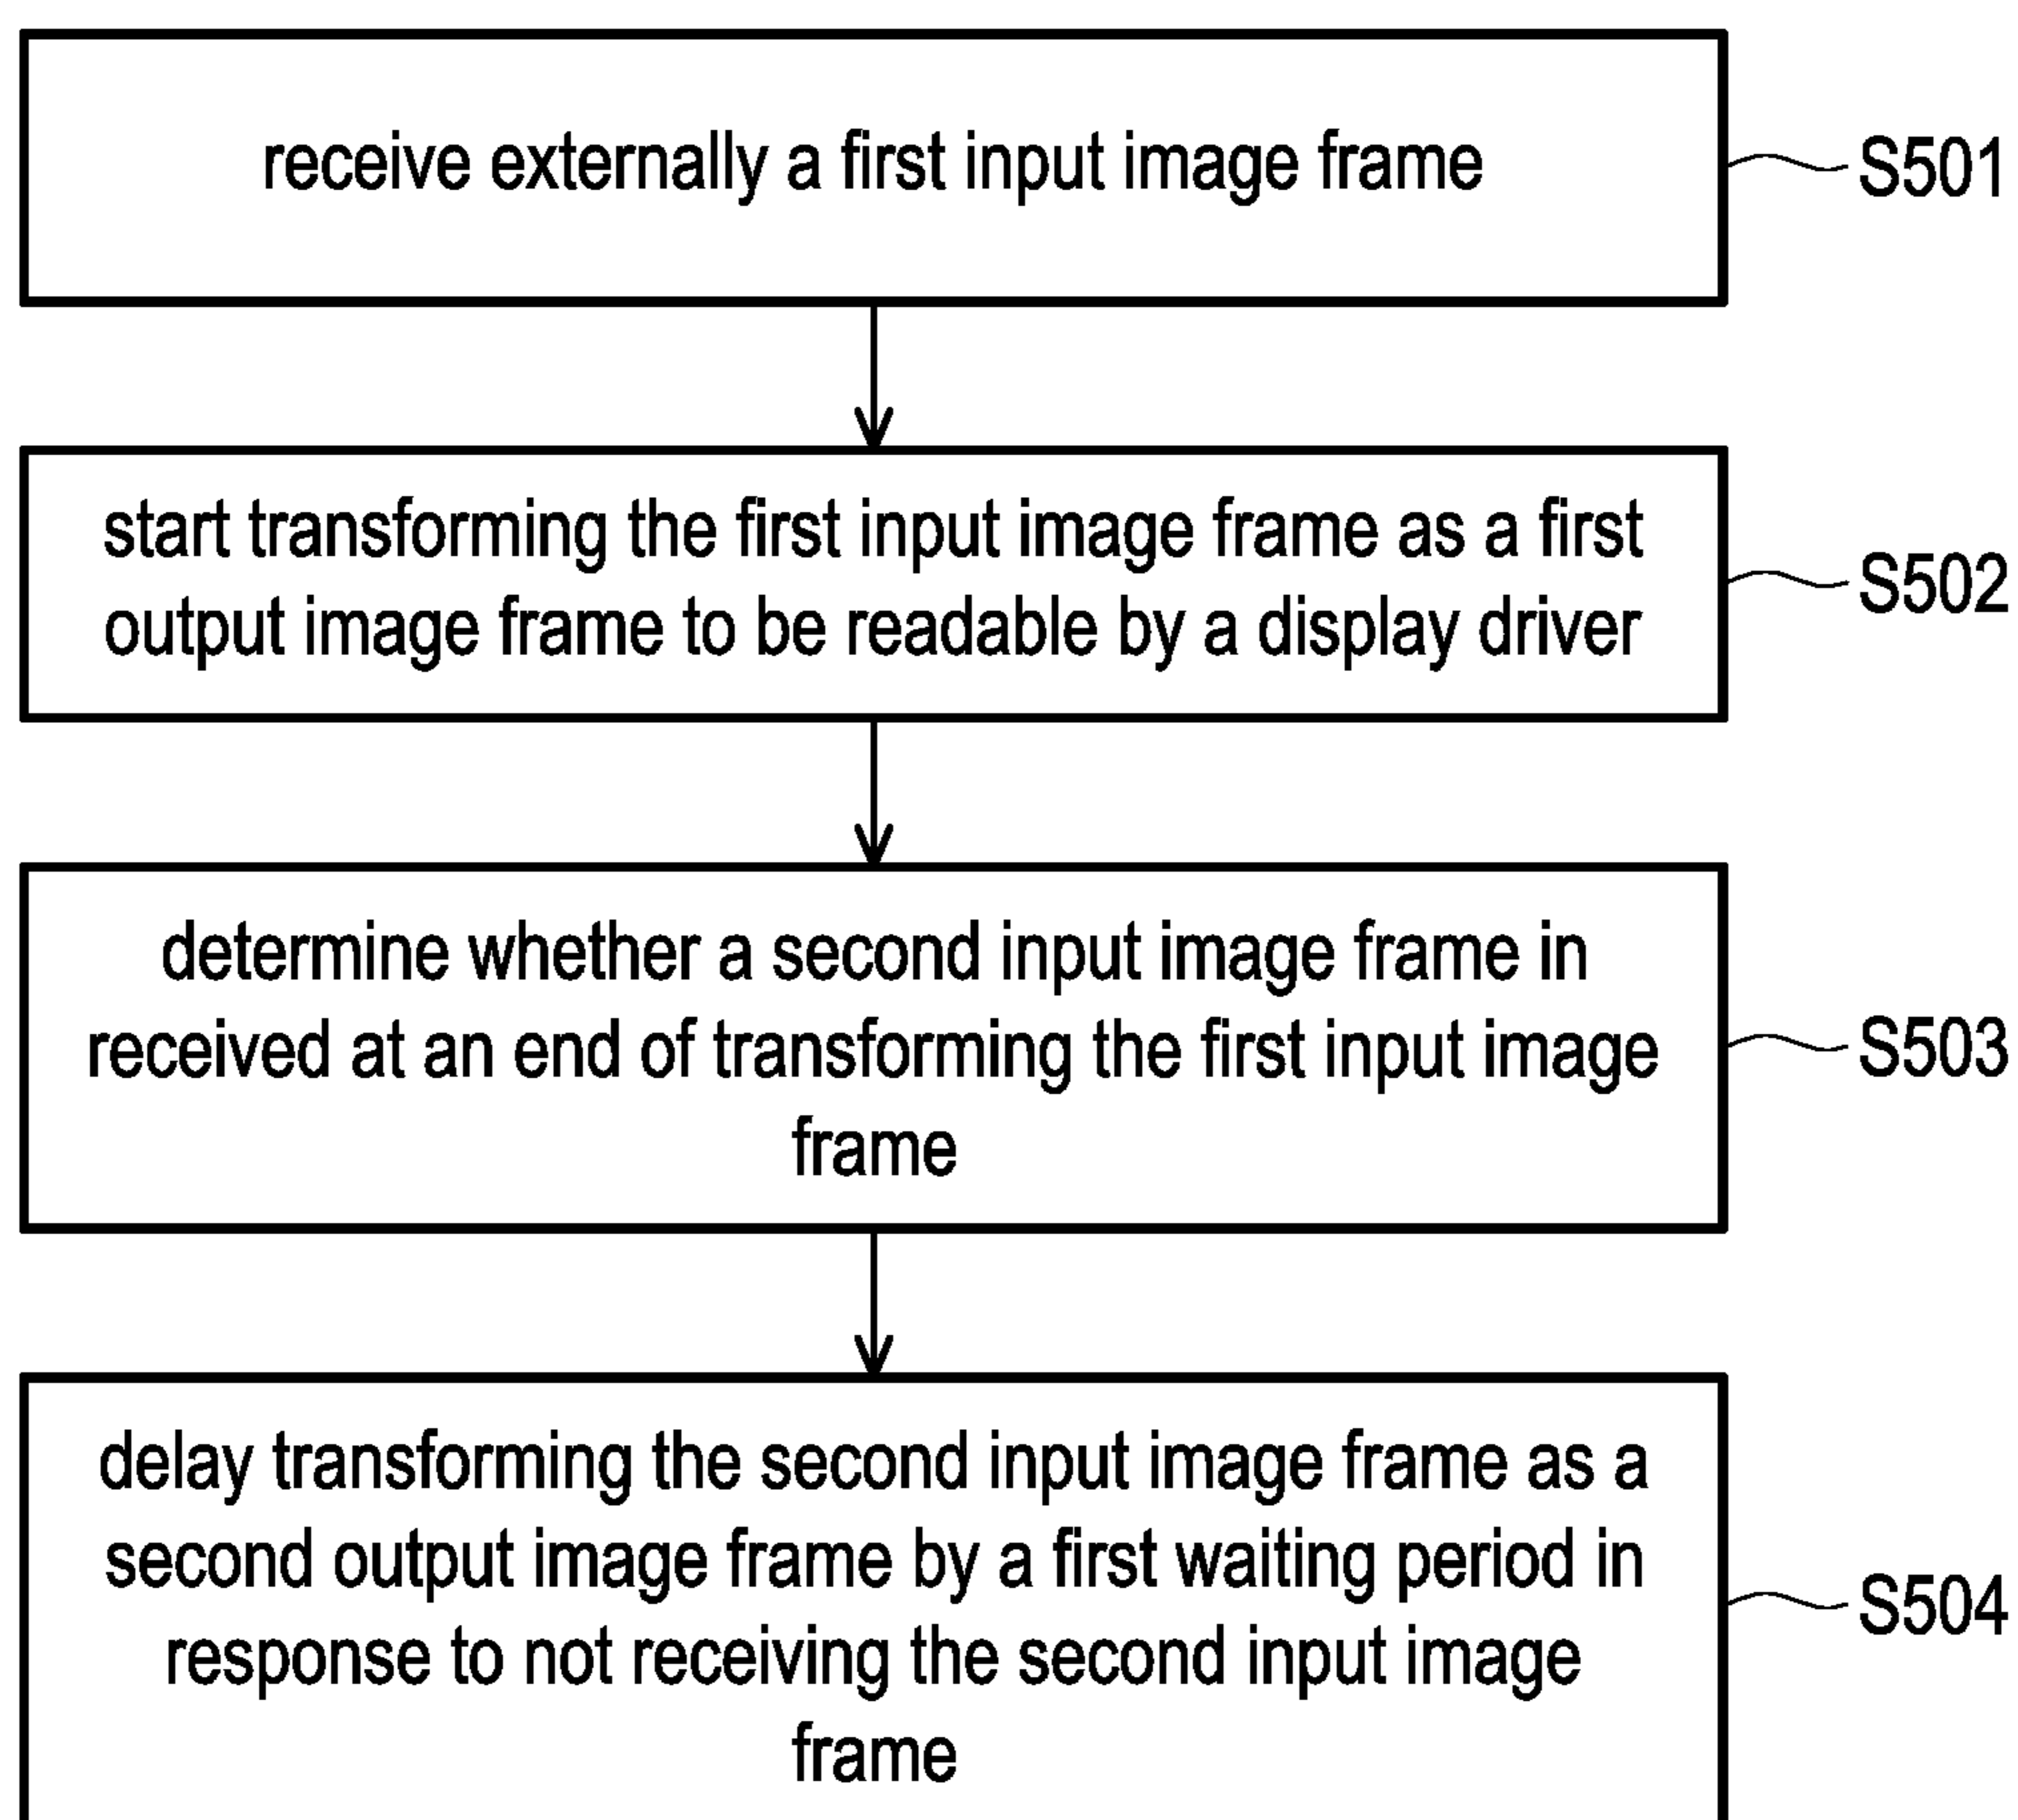 receive externally a first input image frame
S501
start transforming the first input image frame as a first
output image frame to be readable by a display driver
S502
determine whether a second input image frame in
received at an end of transforming the first input image
frame
S503
delay transforming the second input image frame as a
second output image frame by a first waiting period in
response to not receiving the second input image
frame
S504